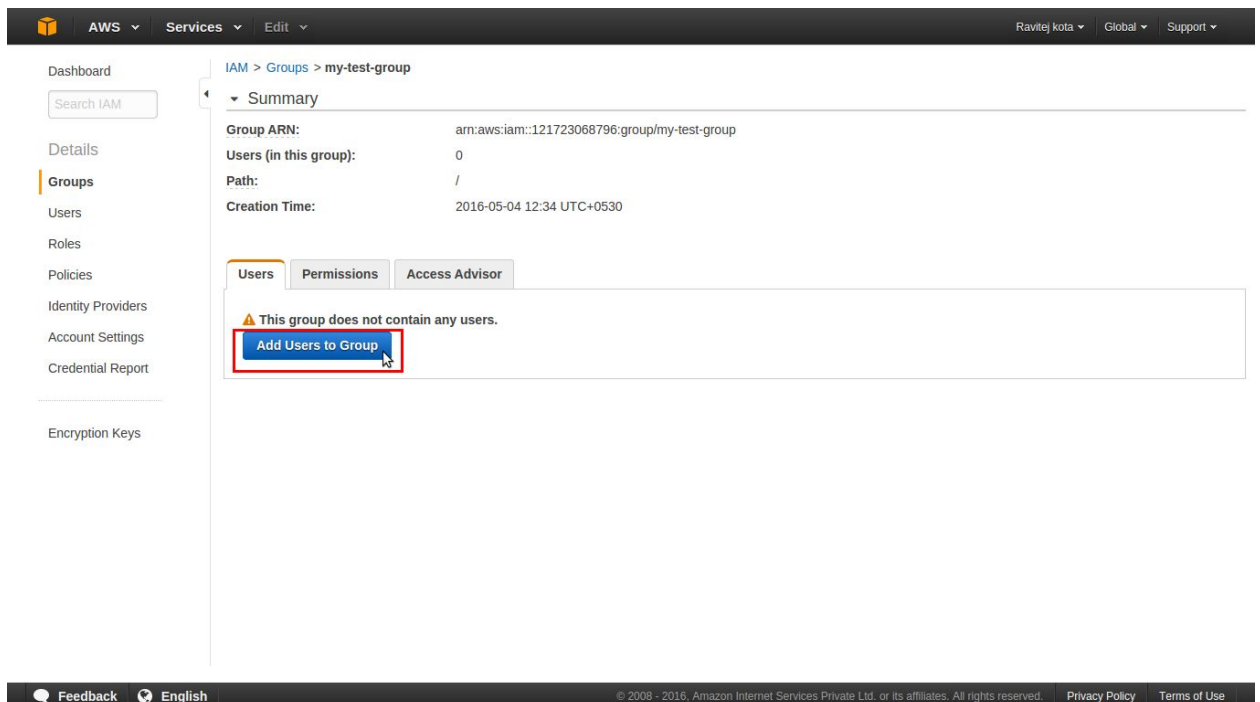 AWS Services Edit Ravitej kota Global Support
Dashboard
Search IAM
Details
Groups
Users
Roles
Policies
Identity Providers
Account Settings
Credential Report
Encryption Keys
IAM > Groups > my-test-group
Summary
Group ARN: arn:aws:iam::121723068796:group/my-test-group
Users (in this group): 0
Path: /
Creation Time: 2016-05-04 12:34 UTC+0530
Users Permissions Access Advisor
This group does not contain any users.
Add Users to Group
Feedback English © 2008 - 2016, Amazon Internet Services Private Ltd. or its affiliates. All rights reserved. Privacy Policy Terms of Use